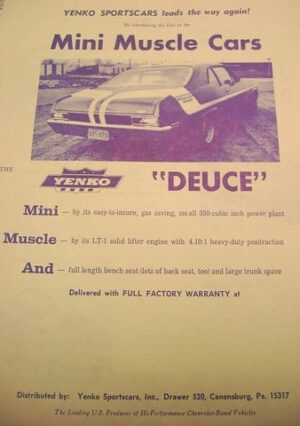 YENKO SPORTSCARS leads the way again!
By introducing the first of the
Mini Muscle Cars
THE
YENKO
"DEUCE"
Mini — by its easy-to-insure, gas saving, small 350-cubic inch power plant
Muscle — by its LT-1 solid lifter engine with 4.10:1 heavy-duty positraction
And — full length bench seat (lots of back seat, too) and large trunk space
Delivered with FULL FACTORY WARRANTY at
Distributed by: Yenko Sportscars, Inc., Drawer 520, Canonsburg, Pa. 15317
The Leading U.S. Producer of Hi-Performance Chevrolet-Based Vehicles